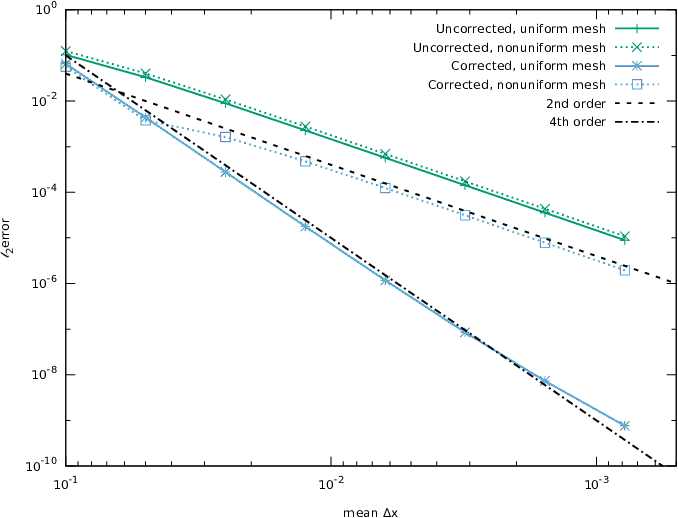 10^0
10^-2
10^-4
10^-6
10^-8
10^-10
ℓ2error
Uncorrected, uniform mesh
Uncorrected, nonuniform mesh
Corrected, uniform mesh
Corrected, nonuniform mesh
2nd order
4th order
10^-1
10^-2
10^-3
mean Δx